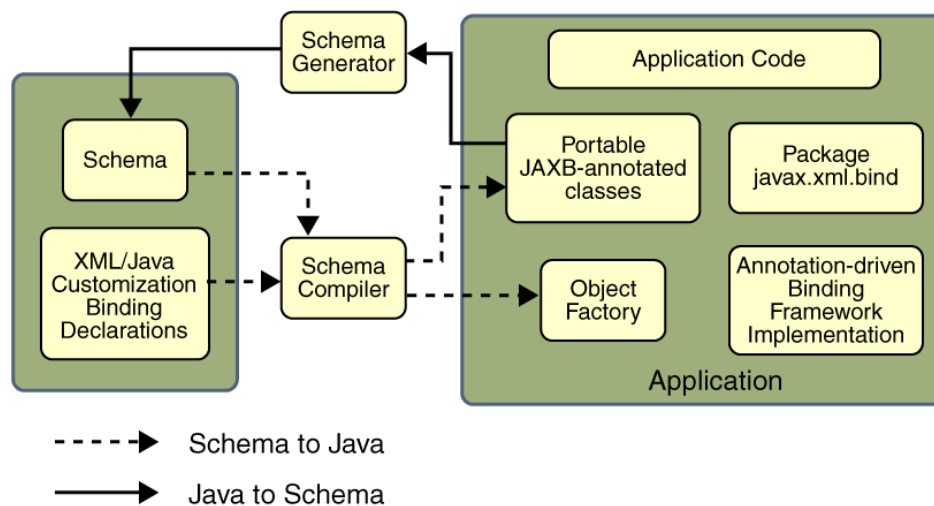 Schema
Generator
Application Code
Schema
Portable
JAXB-annotated
classes
Package
javax.xml.bind
XML/Java
Customization
Binding
Declarations
Schema
Compiler
Object
Factory
Annotation-driven
Binding
Framework
Implementation
Application
Schema to Java
Java to Schema